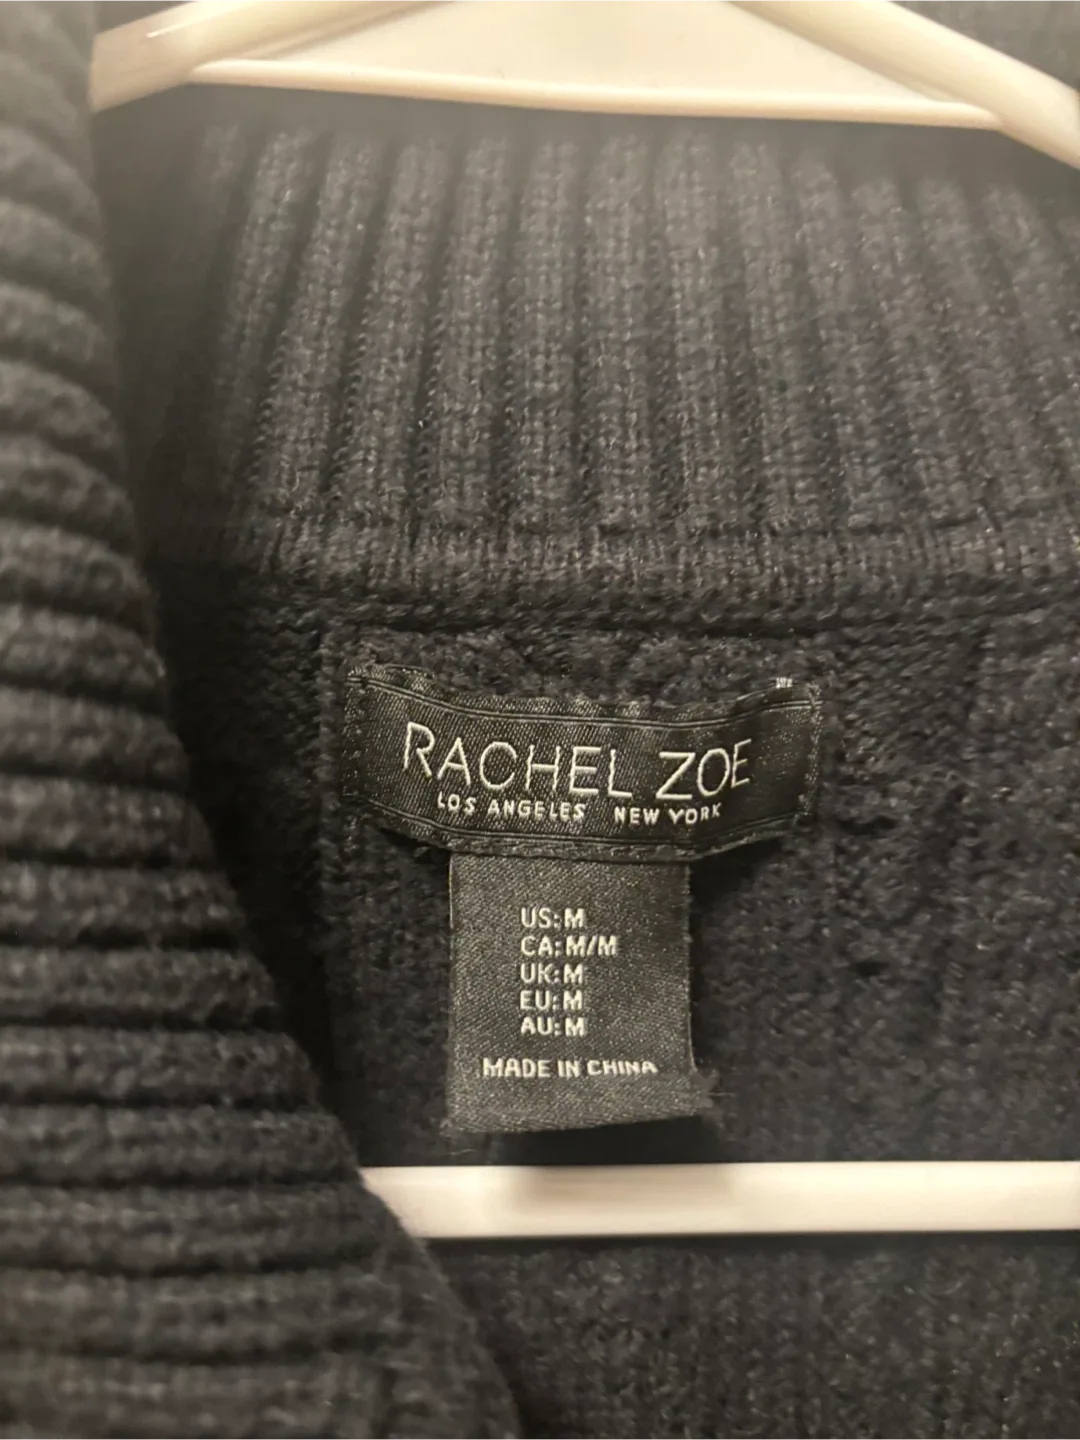 RACHEL ZOE
LOS ANGELES NEW YORK
US: M
CA: M/M
UK: M
EU: M
AU: M
MADE IN CHINA